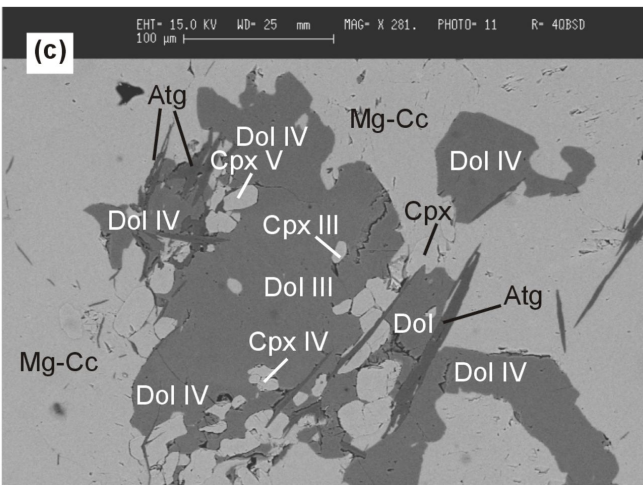 EHT= 15.0 KV WD= 25 mm MAG= X 281. PHOTO= 11 R= 4QBSD
100 µm
(c)
Atg
Mg-Cc
Dol IV
Dol IV
Cpx V
Dol IV
Cpx III
Cpx
Dol III
Atg
Dol
Cpx IV
Mg-Cc
Dol IV
Dol IV